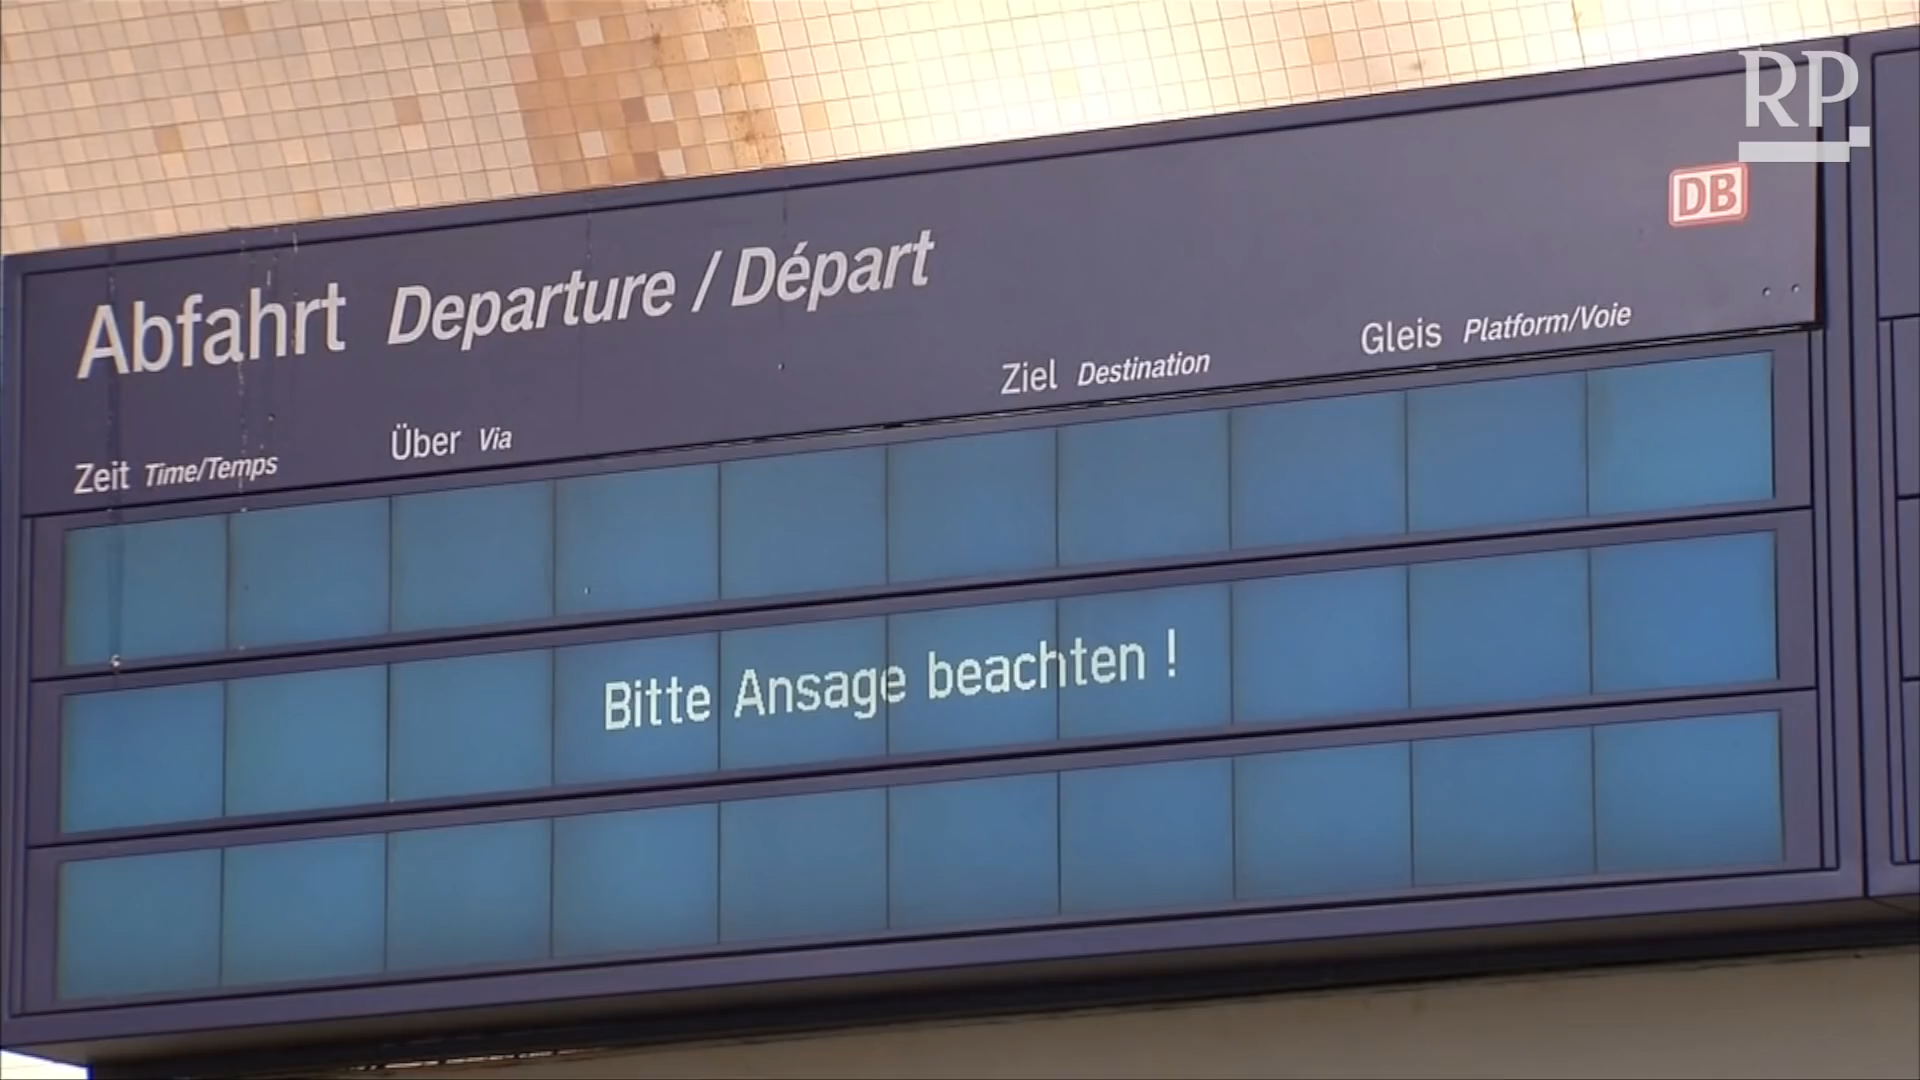 RP
DB
Abfahrt Departure / Départ
Zeit Time/Temps Über Via Ziel Destination Gleis Platform/Voie
Bitte Ansage beachten !